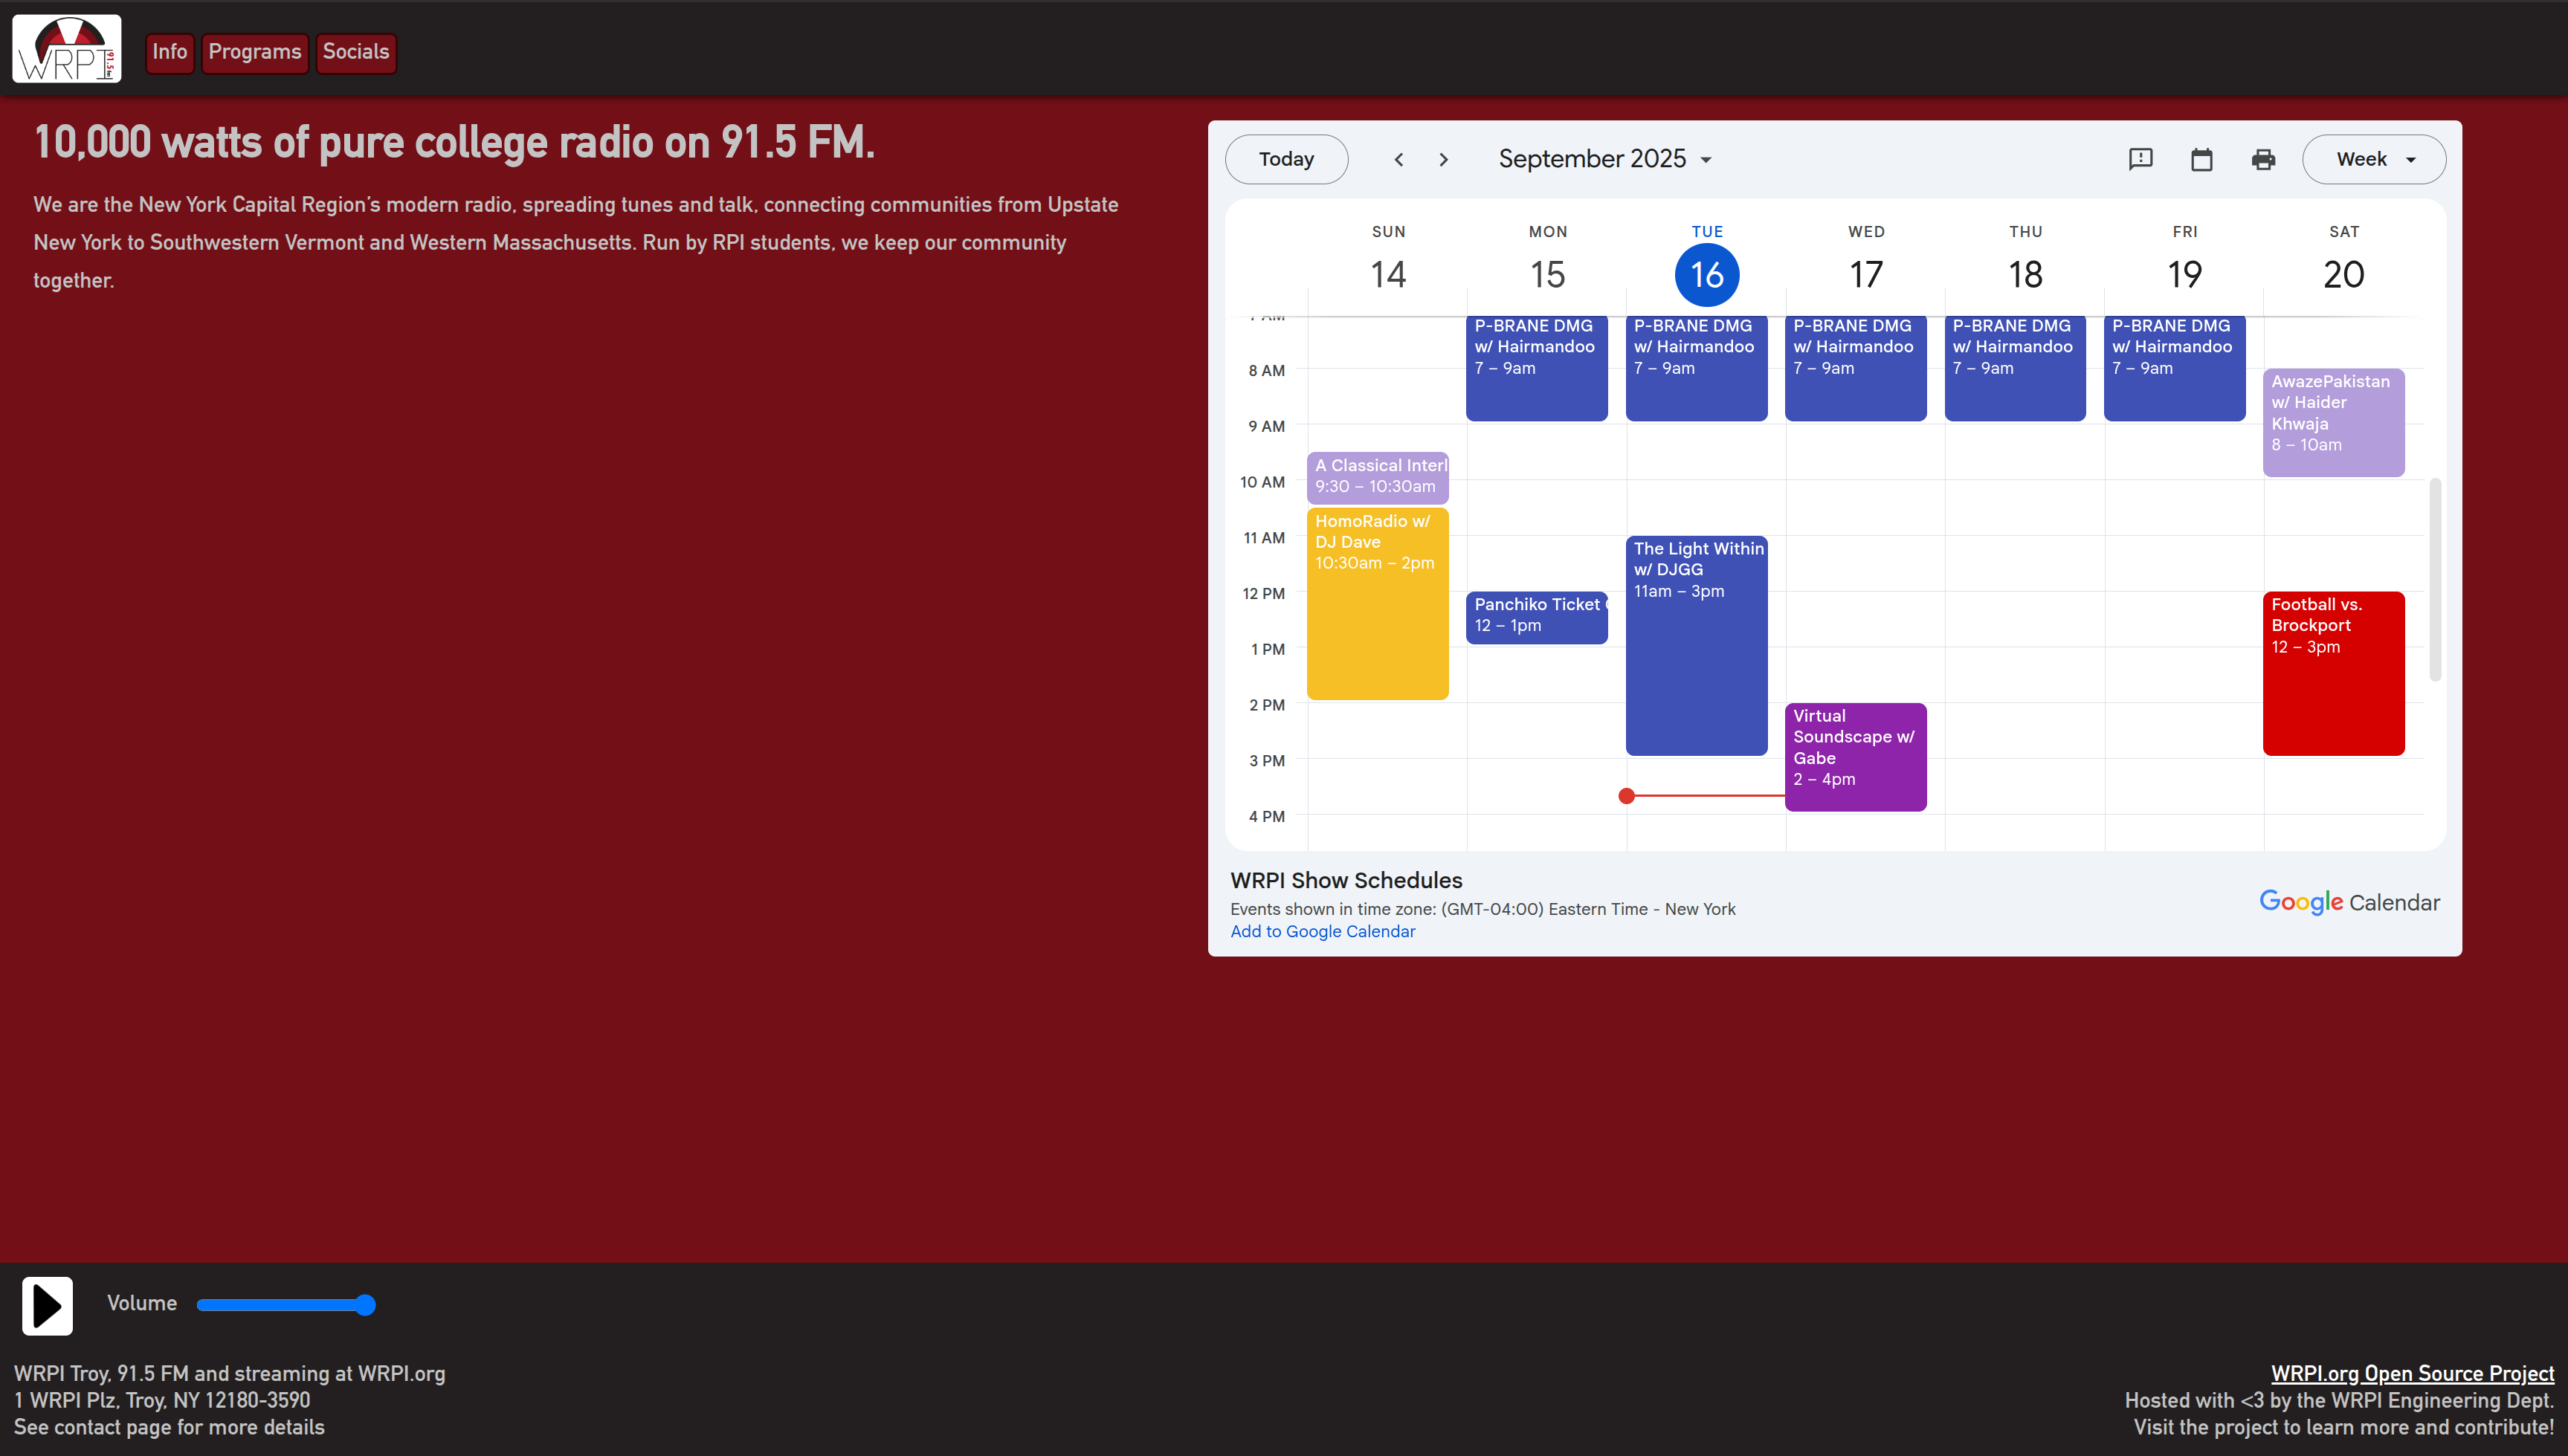 WRPI 91.5 fm
Info
Programs
Socials
10,000 watts of pure college radio on 91.5 FM.
We are the New York Capital Region's modern radio, spreading tunes and talk, connecting communities from Upstate
New York to Southwestern Vermont and Western Massachusetts. Run by RPI students, we keep our community
together.
Today
September 2025
Week
SUN
MON
TUE
WED
THU
FRI
SAT
14
15
16
17
18
19
20
P-BRANE DMG
w/ Hairmandoo
7 – 9am
P-BRANE DMG
w/ Hairmandoo
7 – 9am
P-BRANE DMG
w/ Hairmandoo
7 – 9am
P-BRANE DMG
w/ Hairmandoo
7 – 9am
P-BRANE DMG
w/ Hairmandoo
7 – 9am
8 AM
AwazePakistan
w/ Haider
Khwaja
8 – 10am
9 AM
A Classical Interl
9:30 – 10:30am
10 AM
HomoRadio w/
DJ Dave
10:30am – 2pm
11 AM
The Light Within
w/ DJGG
11am – 3pm
12 PM
Panchiko Ticket
12 – 1pm
Football vs.
Brockport
12 – 3pm
1 PM
2 PM
Virtual
Soundscape w/
Gabe
2 – 4pm
3 PM
4 PM
WRPI Show Schedules
Events shown in time zone: (GMT-04:00) Eastern Time - New York
Add to Google Calendar
Google Calendar
Volume
WRPI Troy, 91.5 FM and streaming at WRPI.org
1 WRPI Plz, Troy, NY 12180-3590
See contact page for more details
WRPI.org Open Source Project
Hosted with <3 by the WRPI Engineering Dept.
Visit the project to learn more and contribute!